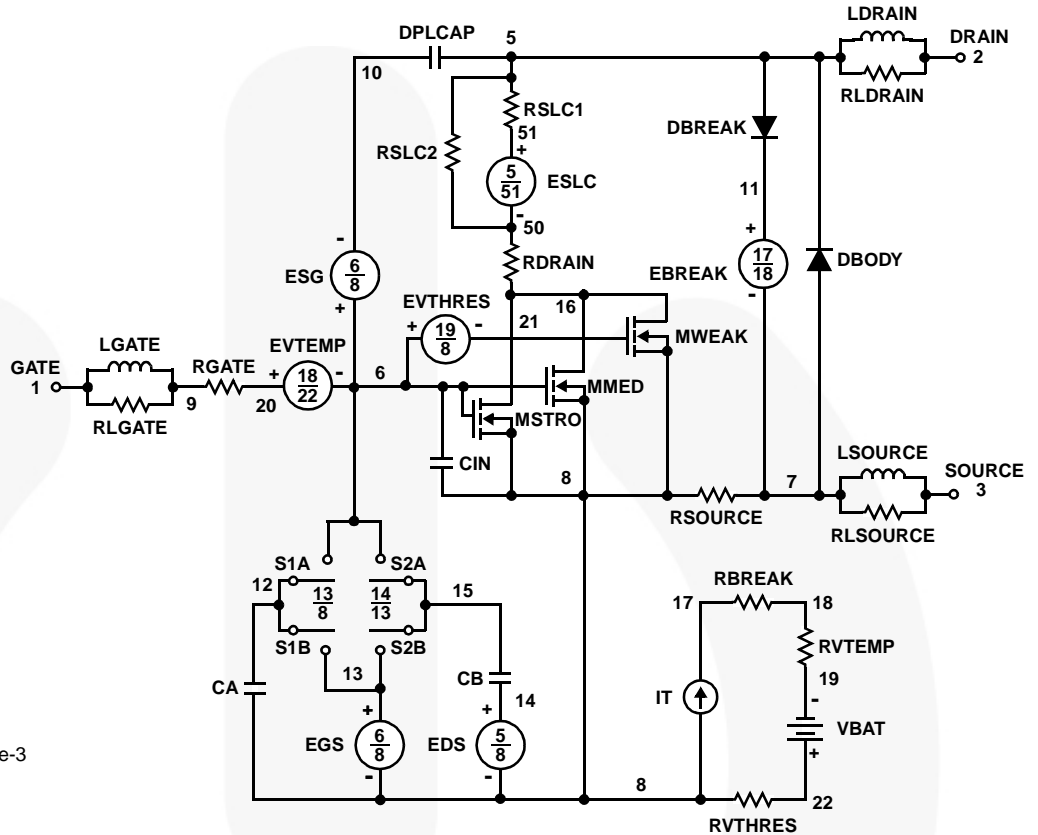 LDRAIN
DPLCAP 5 DRAIN
10 2
RLDRAIN
RSLC1
DBREAK
51
+
RSLC2
5
51
ESLC
11
-
50
+
-
RDRAIN
17
18
EBREAK
DBODY
6
8
ESG
-
EVTHRES
16
+
21
+ 19
8 -
MWEAK
LGATE
EVTEMP
GATE
RGATE
1
+ 18
22 -
6
MMED
9
20
RLGATE
MSTRO
LSOURCE
CIN
SOURCE
8
7
3
RSOURCE
RLSOURCE
S1A
S2A
12
13
8
14
13
15
RBREAK
17
18
S1B
S2B
RVTEMP
13
CB
19
CA
14
IT
-
+
+
VBAT
EGS
6
8
EDS
5
8
+
e-3
-
-
8
22
RVTHRES